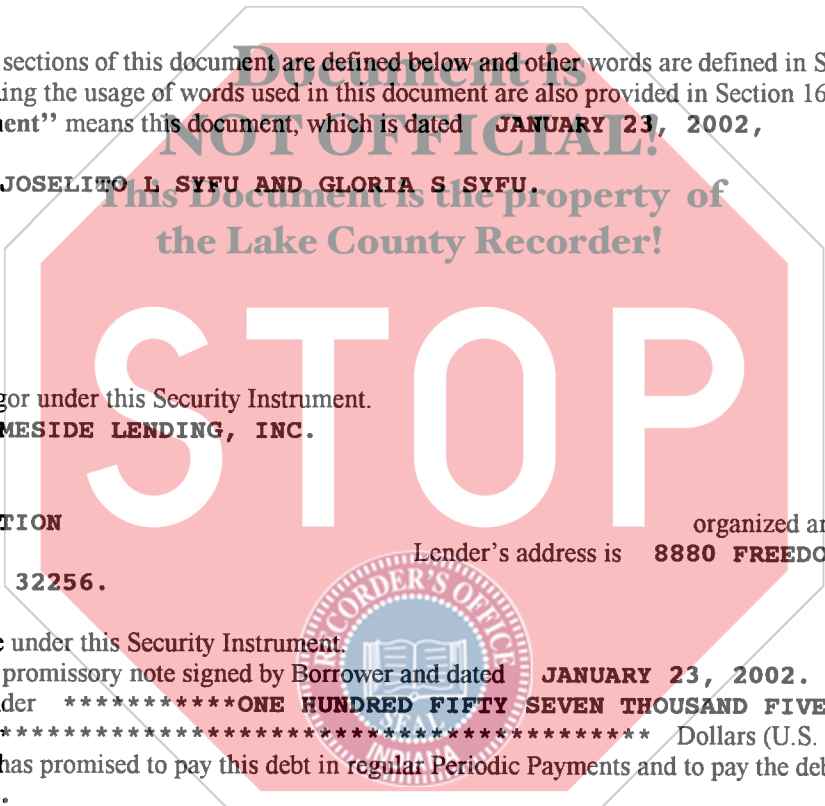 sections of this document are defined below and other words are defined in S
ing the usage of words used in this document are also provided in Section 16
ent” means this document, which is dated JANUARY 23, 2002,
JOSELITO L SYFU AND GLORIA S SYFU.
Document is
NOT OFFICIAL!
This Document is the property of
the Lake County Recorder!
STOP
gor under this Security Instrument.
MESIDE LENDING, INC.
TION organized an
Lender’s address is 8880 FREEDO
32256.
e under this Security Instrument.
promissory note signed by Borrower and dated JANUARY 23, 2002.
der ***********ONE HUNDRED FIFTY SEVEN THOUSAND FIVE
****************************************** Dollars (U.S.
has promised to pay this debt in regular Periodic Payments and to pay the deb
RECORDER'S OFFICE
SEAL
INDIANA